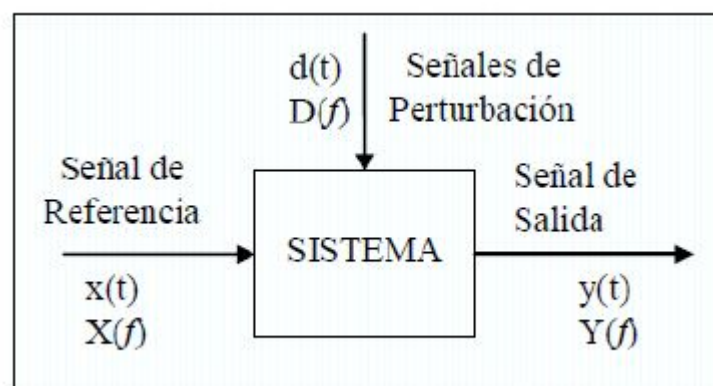 d(t)
D(f)
Señales de
Perturbación
Señal de
Referencia
x(t)
X(f)
SISTEMA
Señal de
Salida
y(t)
Y(f)